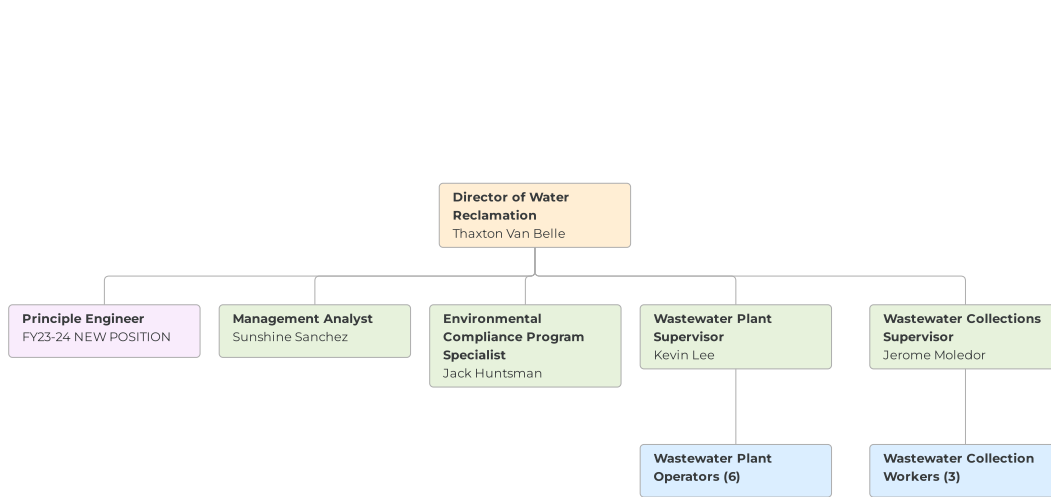 Director of Water
Reclamation
Thaxton Van Belle
Principle Engineer
FY23-24 NEW POSITION
Management Analyst
Sunshine Sanchez
Environmental
Compliance Program
Specialist
Jack Huntsman
Wastewater Plant
Supervisor
Kevin Lee
Wastewater Collections
Supervisor
Jerome Moledor
Wastewater Plant
Operators (6)
Wastewater Collection
Workers (3)